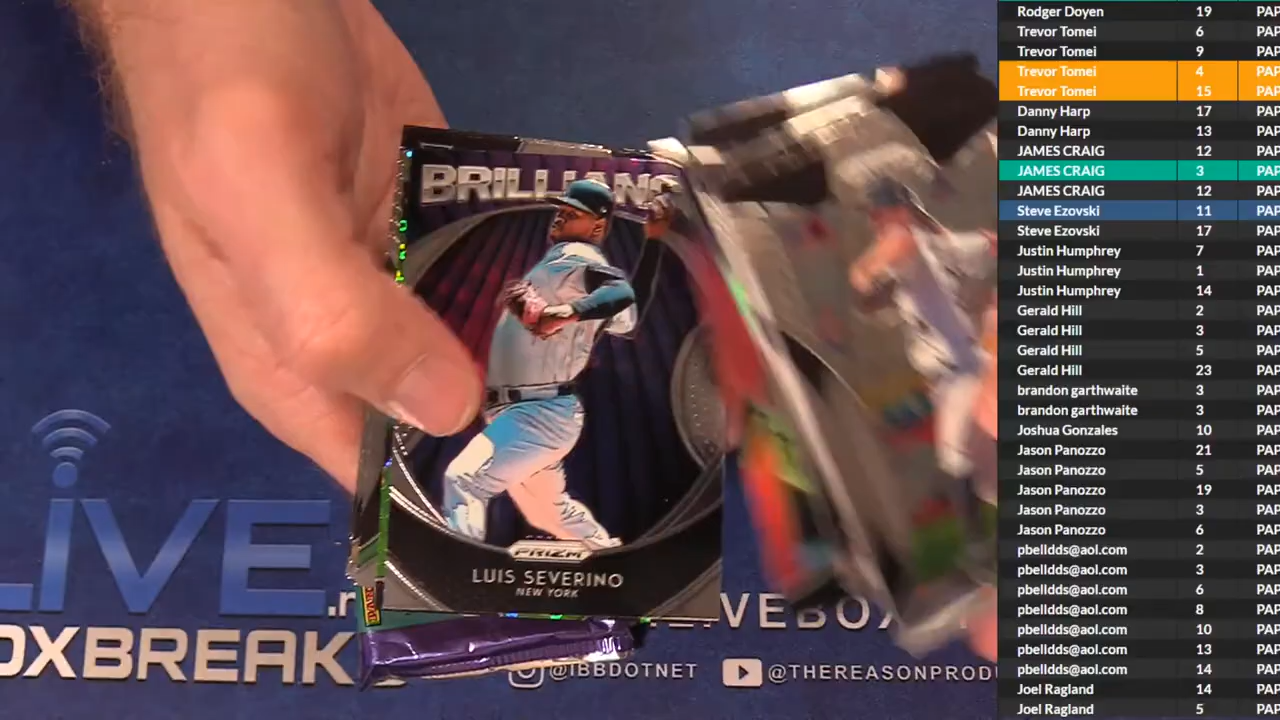 BRILLIANC
PRIZM
LUIS SEVERINO
NEW YORK
LIVE
OXBREAK
LIVEBOX
@IBBDOTNET
@THEREASONPROD
Rodger Doyen 19 PAP
Trevor Tomei 6 PAP
Trevor Tomei 9 PAP
Trevor Tomei 4 PAP
Trevor Tomei 15 PAP
Danny Harp 17 PAP
Danny Harp 13 PAP
JAMES CRAIG 12 PAP
JAMES CRAIG 3 PAP
JAMES CRAIG 12 PAP
Steve Ezovski 11 PAP
Steve Ezovski 17 PAP
Justin Humphrey 7 PAP
Justin Humphrey 1 PAP
Justin Humphrey 14 PAP
Gerald Hill 2 PAP
Gerald Hill 3 PAP
Gerald Hill 5 PAP
Gerald Hill 23 PAP
brandon garthwaite 3 PAP
brandon garthwaite 3 PAP
Joshua Gonzales 10 PAP
Jason Panozzo 21 PAP
Jason Panozzo 5 PAP
Jason Panozzo 19 PAP
Jason Panozzo 3 PAP
Jason Panozzo 6 PAP
pbelldds@aol.com 2 PAP
pbelldds@aol.com 3 PAP
pbelldds@aol.com 6 PAP
pbelldds@aol.com 8 PAP
pbelldds@aol.com 10 PAP
pbelldds@aol.com 13 PAP
pbelldds@aol.com 14 PAP
Joel Ragland 14 PAP
Joel Ragland 5 PAP